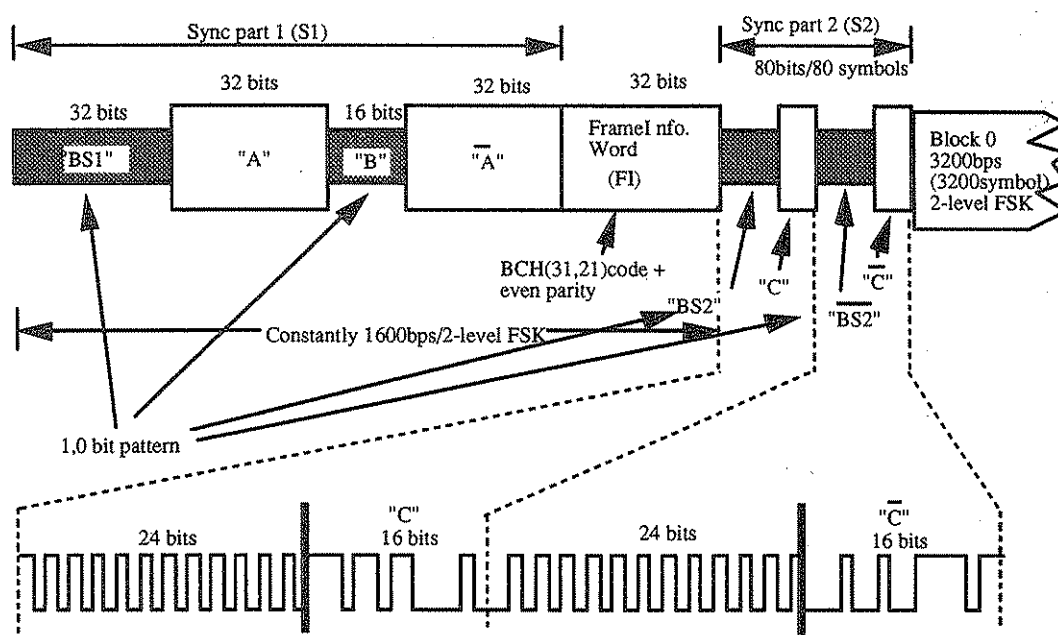 Sync part 1 (S1)
Sync part 2 (S2)
80bits/80 symbols
32 bits
32 bits
16 bits
32 bits
32 bits
"BS1"
"A"
"B"
"A̅"
FrameI nfo.
Word
(FI)
Block 0
3200bps
(3200symbol)
2-level FSK
BCH(31,21)code +
even parity
"BS2"
"C"
"B̅S̅2̅"
"C̅"
Constantly 1600bps/2-level FSK
1,0 bit pattern
24 bits
"C"
16 bits
24 bits
"C̅"
16 bits